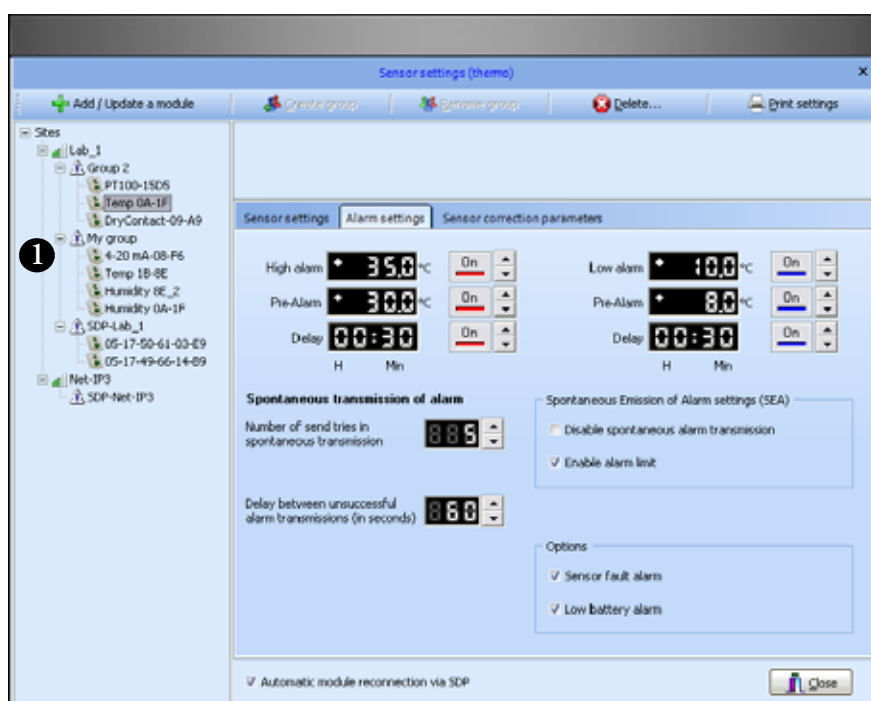 Sensor settings (thermo)
Add / Update a module Create group Rename group Delete... Print settings
Sites
Lab_1
Group 2
PT100-15D5
Temp 0A-1F
DryContact-09-A9
My group
4-20 mA-08-F6
Temp 1B-8E
Humidity 8E_2
Humidity 0A-1F
SDP-Lab_1
05-17-50-61-03-E9
05-17-49-66-14-B9
Net-IP3
SDP-Net-IP3
1
Sensor settings Alarm settings Sensor correction parameters
High alarm + 35.0 °C On Low alarm + 10.0 °C On
Pre-Alarm + 30.0 °C On Pre-Alarm + 8.0 °C On
Delay 00:30 On Delay 00:30 On
H Min H Min
Spontaneous transmission of alarm
Number of send tries in
spontaneous transmission 5
Delay between unsuccessful
alarm transmissions (in seconds) 60
Spontaneous Emission of Alarm settings (SEA)
Disable spontaneous alarm transmission
Enable alarm limit
Options
Sensor fault alarm
Low battery alarm
Automatic module reconnection via SDP Close